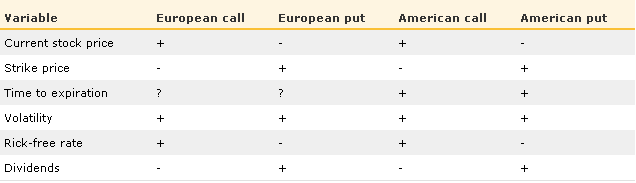 Variable European call European put American call American put
Current stock price + - + -
Strike price - + - +
Time to expiration ? ? + +
Volatility + + + +
Rick-free rate + - + -
Dividends - + - +